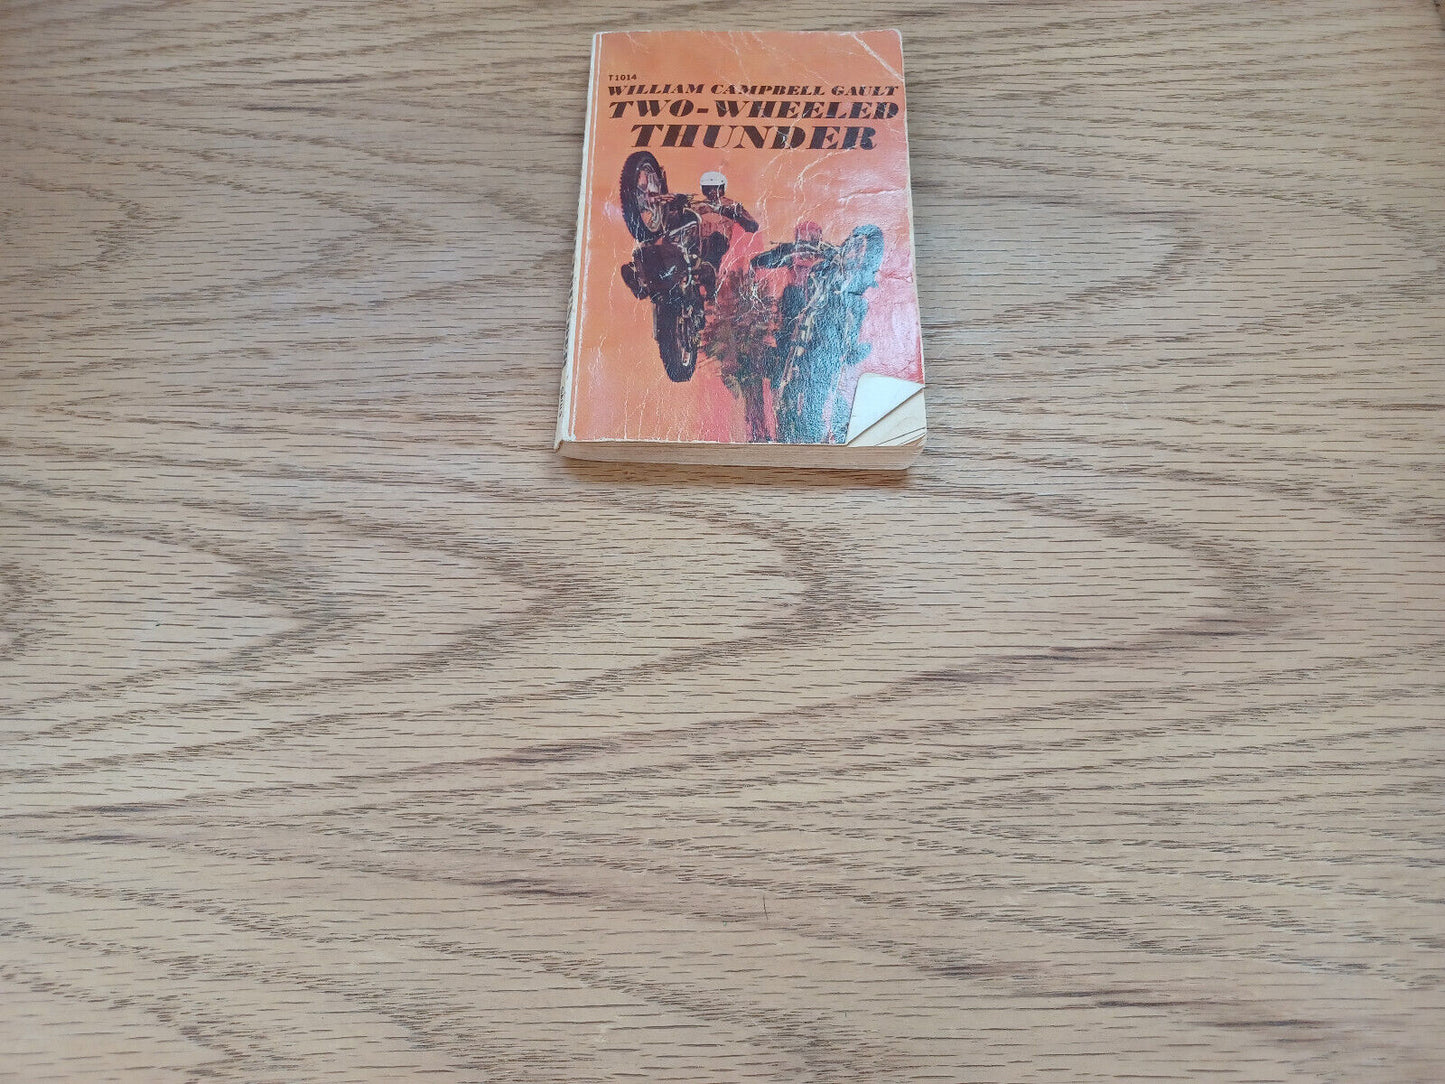 T1014
WILLIAM CAMPBELL GAULT
TWO-WHEELED
THUNDER